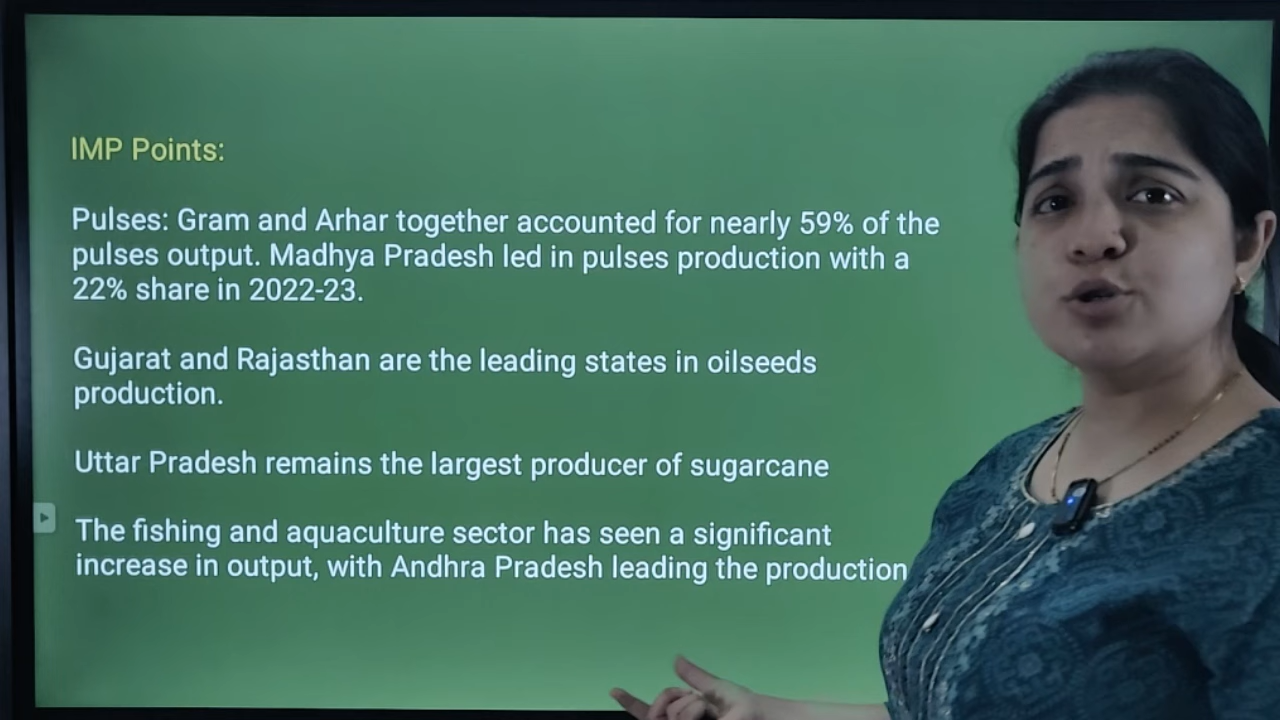 IMP Points:
Pulses: Gram and Arhar together accounted for nearly 59% of the
pulses output. Madhya Pradesh led in pulses production with a
22% share in 2022-23.
Gujarat and Rajasthan are the leading states in oilseeds
production.
Uttar Pradesh remains the largest producer of sugarcane
The fishing and aquaculture sector has seen a significant
increase in output, with Andhra Pradesh leading the production